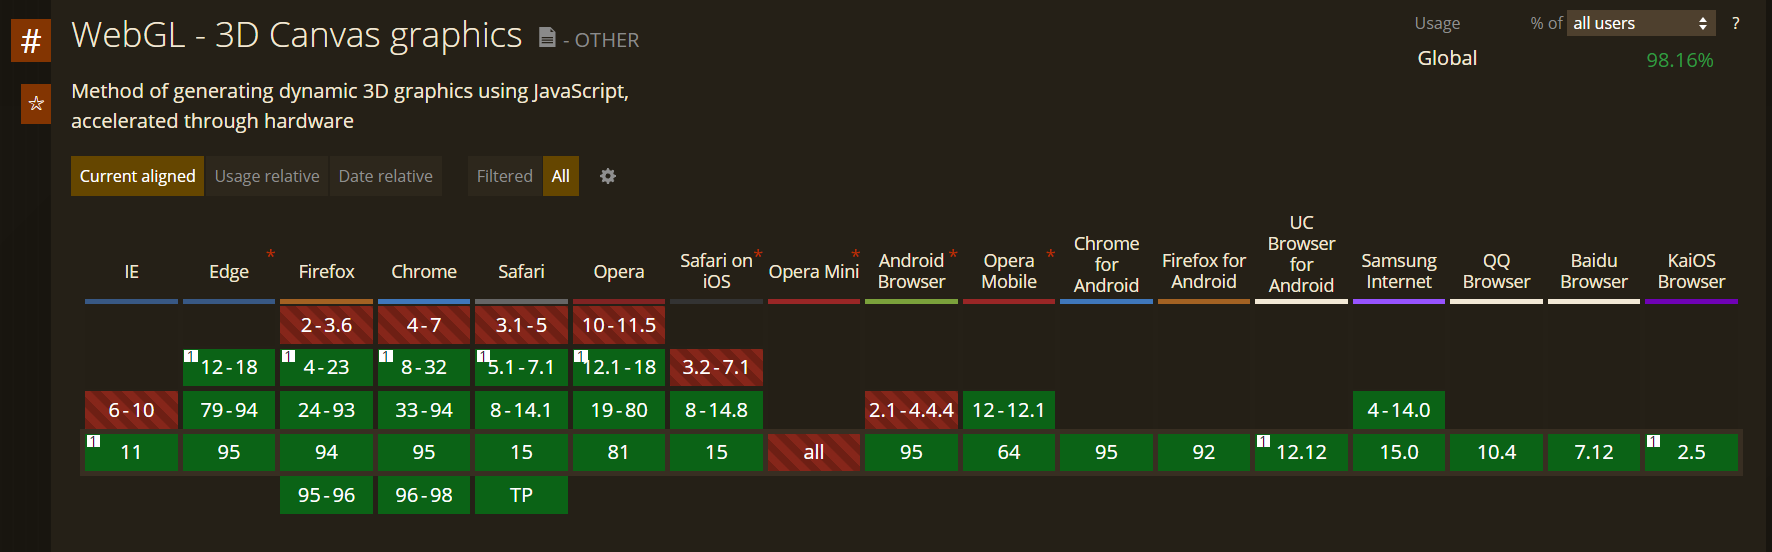 #
WebGL - 3D Canvas graphics - OTHER
Usage % of all users ?
Global 98.16%
Method of generating dynamic 3D graphics using JavaScript,
accelerated through hardware
Current aligned Usage relative Date relative Filtered All
IE Edge * Firefox Chrome Safari Opera Safari on iOS * Opera Mini * Android Browser * Opera Mobile * Chrome for Android Firefox for Android UC Browser for Android Samsung Internet QQ Browser Baidu Browser KaiOS Browser
2-3.6 4-7 3.1-5 10-11.5
1 12-18 1 4-23 1 8-32 1 5.1-7.1 1 12.1-18 3.2-7.1
6-10 79-94 24-93 33-94 8-14.1 19-80 8-14.8 2.1-4.4.4 12-12.1 4-14.0
1 11 95 94 95 15 81 15 all 95 64 95 92 1 12.12 15.0 10.4 7.12 1 2.5
95-96 96-98 TP